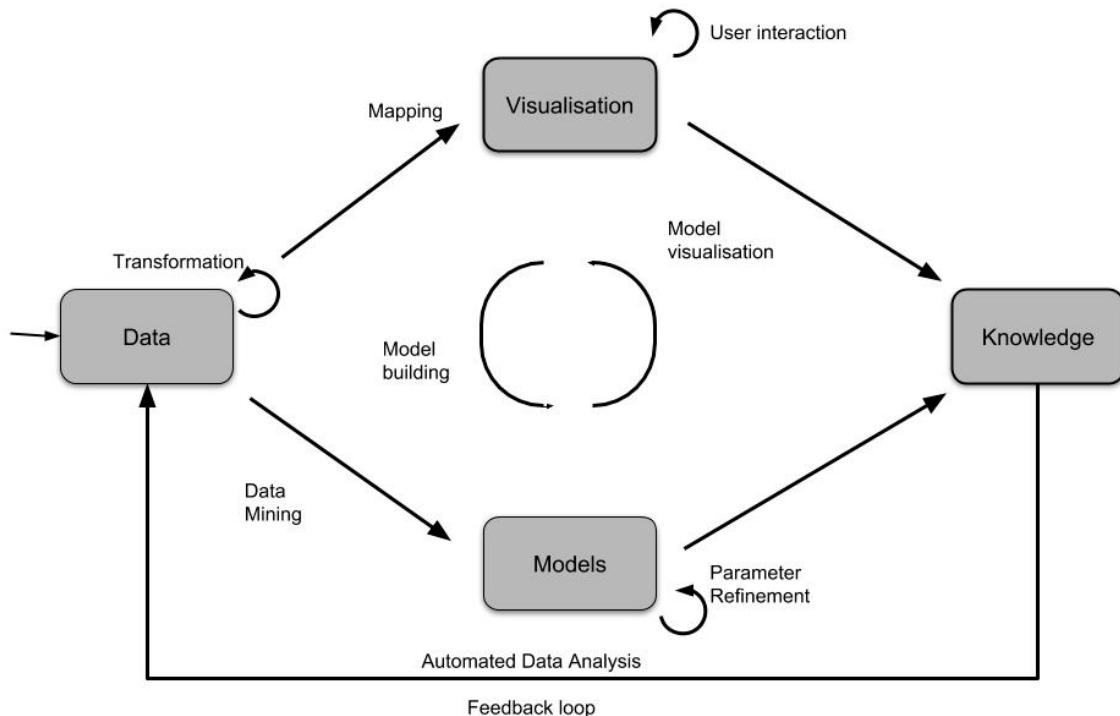 User interaction
Visualisation
Mapping
Model
visualisation
Transformation
Data
Knowledge
Model
building
Data
Mining
Models
Parameter
Refinement
Automated Data Analysis
Feedback loop